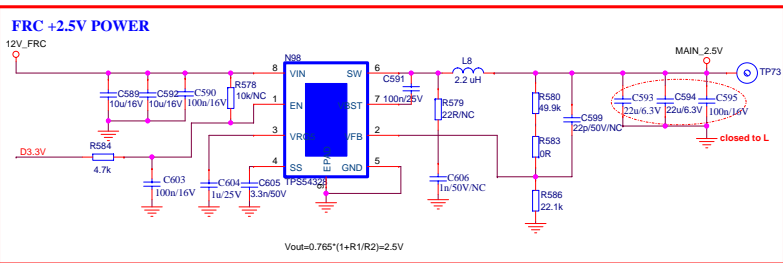 FRC +2.5V POWER
12V_FRC
N98
MAIN_2.5V
TP73
L8
2.2 uH
8
VIN
SW
6
C591
100n/25V
C589
10u/16V
C592
10u/16V
C590
100n/16V
R578
10k/NC
1
EN
VBST
7
R579
22R/NC
R580
49.9k
C599
22p/50V/NC
C593
22u/6.3V
C594
22u/6.3V
C595
100n/16V
closed to L
3
VFB
2
R583
0R
R584
4.7k
D3.3V
4
SS
GND
5
EPAD
9
TPS54328
C603
100n/16V
C604
1u/25V
C605
3.3n/50V
C606
1n/50V/NC
R586
22.1k
Vout=0.765*(1+R1/R2)=2.5V